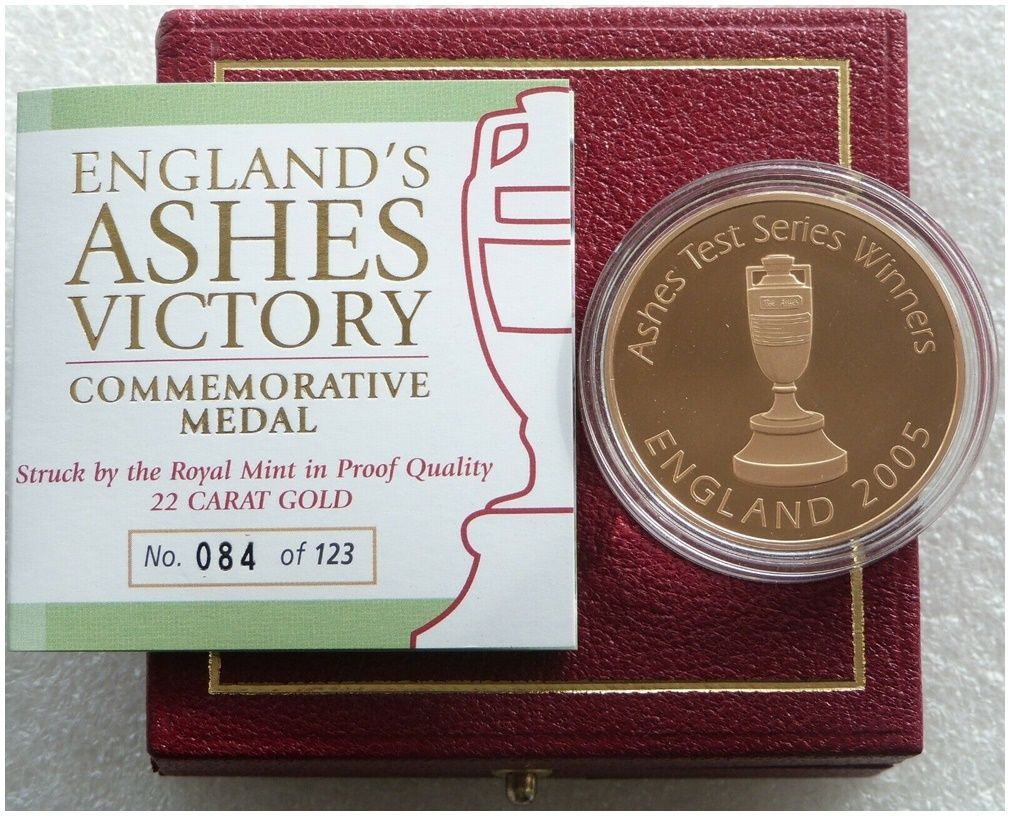 ENGLAND'S
ASHES
VICTORY
COMMEMORATIVE
MEDAL
Struck by the Royal Mint in Proof Quality
22 CARAT GOLD
No. 084 of 123
Ashes Test Series Winners
The Ashes
ENGLAND 2005